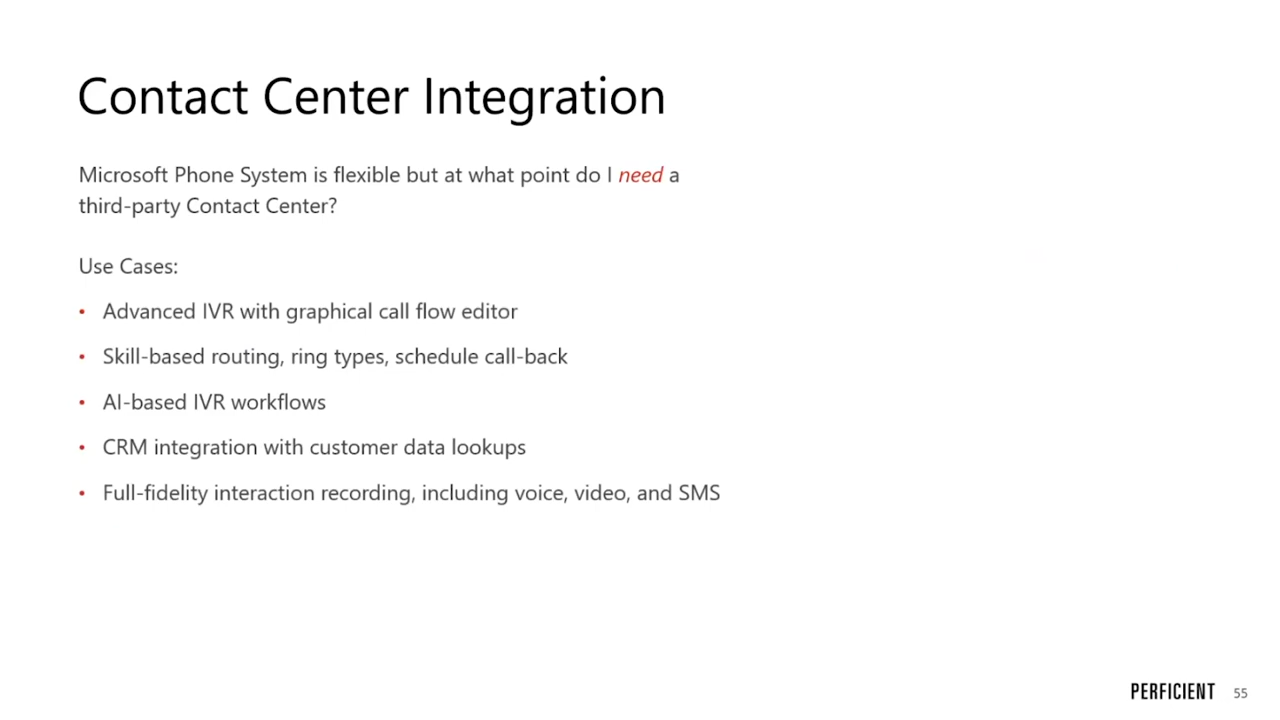 Contact Center Integration
Microsoft Phone System is flexible but at what point do I need a
third-party Contact Center?
Use Cases:
• Advanced IVR with graphical call flow editor
• Skill-based routing, ring types, schedule call-back
• AI-based IVR workflows
• CRM integration with customer data lookups
• Full-fidelity interaction recording, including voice, video, and SMS
PERFICIENT 55